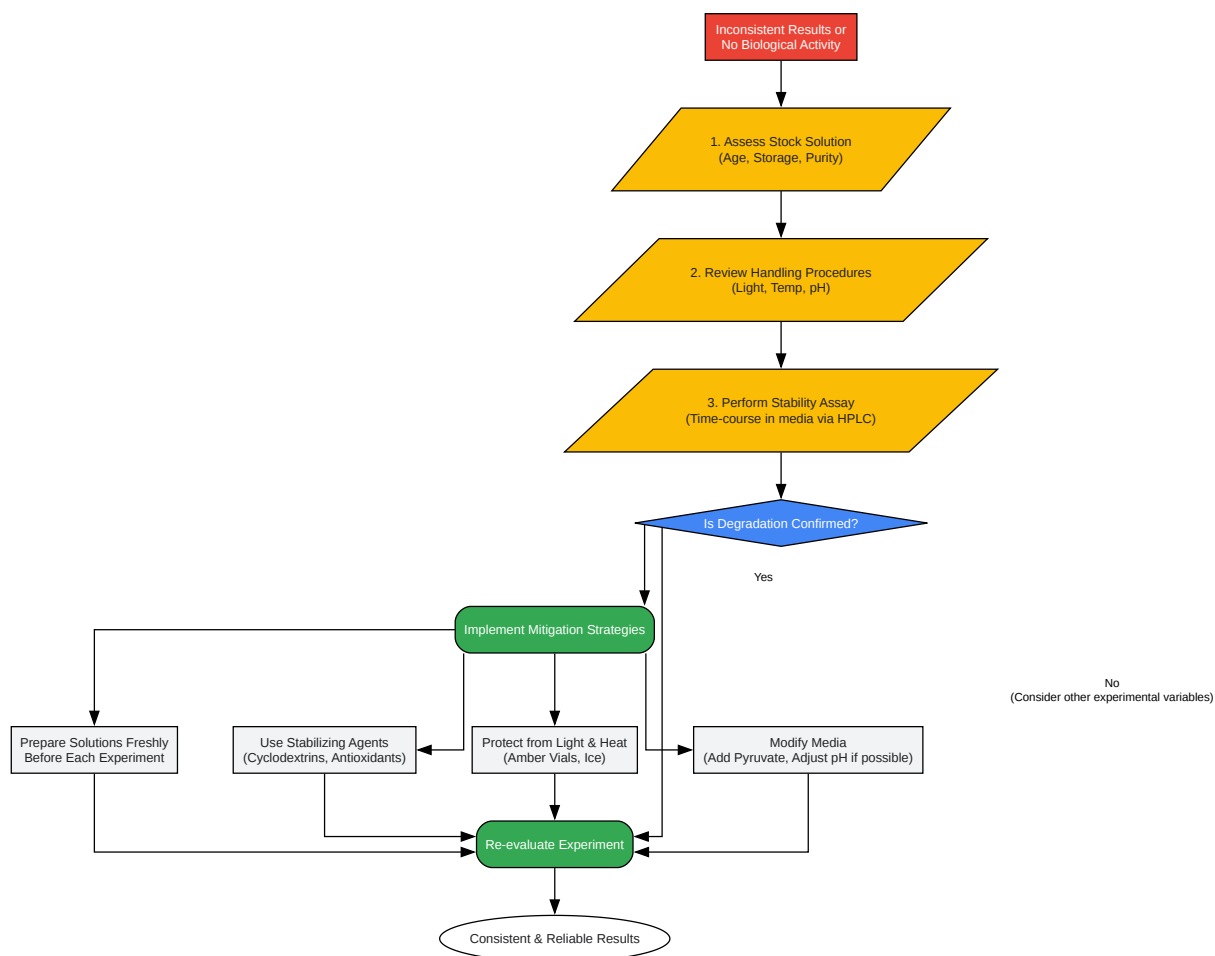 Inconsistent Results or
No Biological Activity
1. Assess Stock Solution
(Age, Storage, Purity)
2. Review Handling Procedures
(Light, Temp, pH)
3. Perform Stability Assay
(Time-course in media via HPLC)
Is Degradation Confirmed?
Yes
Implement Mitigation Strategies
No
(Consider other experimental variables)
Prepare Solutions Freshly
Before Each Experiment
Use Stabilizing Agents
(Cyclodextrins, Antioxidants)
Protect from Light & Heat
(Amber Vials, Ice)
Modify Media
(Add Pyruvate, Adjust pH if possible)
Re-evaluate Experiment
Consistent & Reliable Results